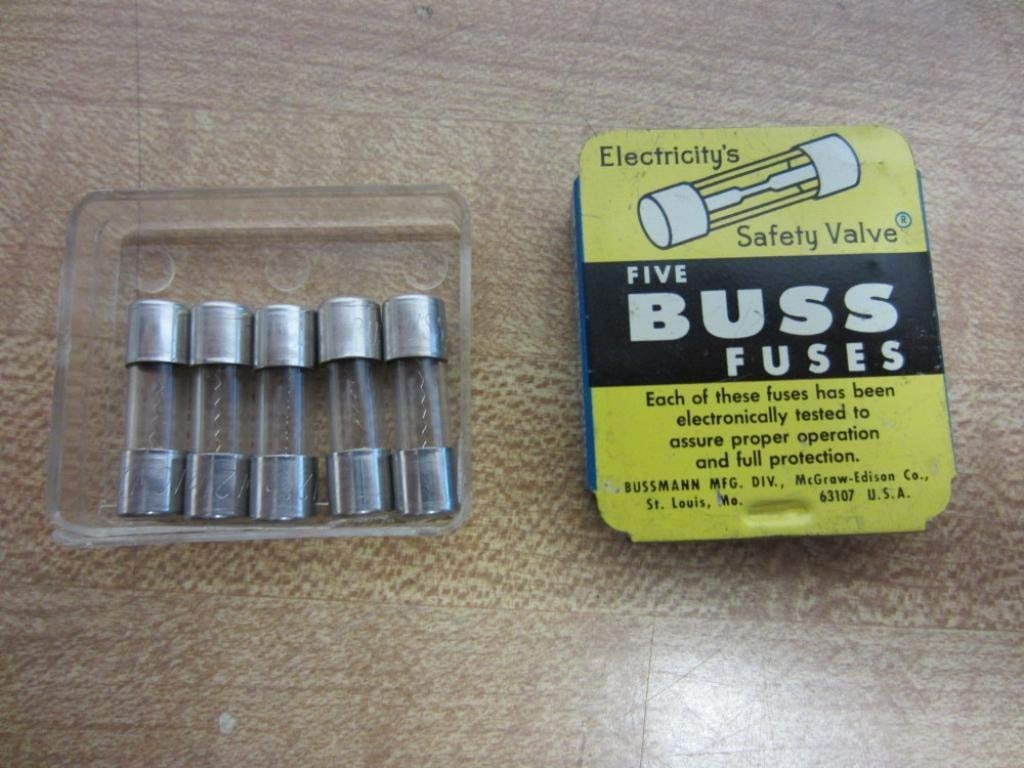 Electricity's
Safety Valve®
FIVE
BUSS
FUSES
Each of these fuses has been
electronically tested to
assure proper operation
and full protection.
BUSSMANN MFG. DIV., McGraw-Edison Co.,
St. Louis, Mo. 63107 U.S.A.